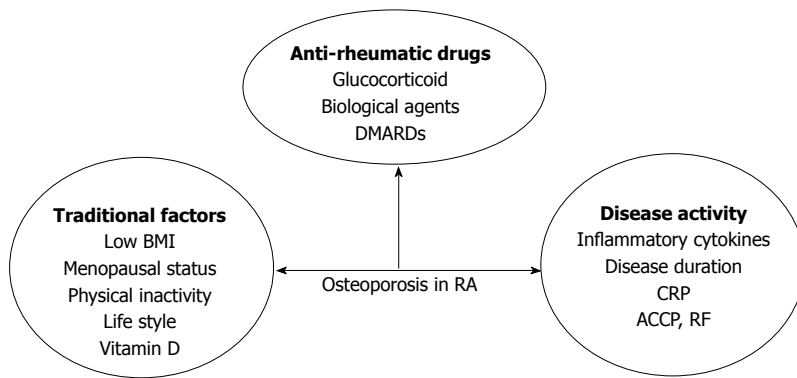 Anti-rheumatic drugs
Glucocorticoid
Biological agents
DMARDs
Traditional factors
Low BMI
Menopausal status
Physical inactivity
Life style
Vitamin D
Osteoporosis in RA
Disease activity
Inflammatory cytokines
Disease duration
CRP
ACCP, RF